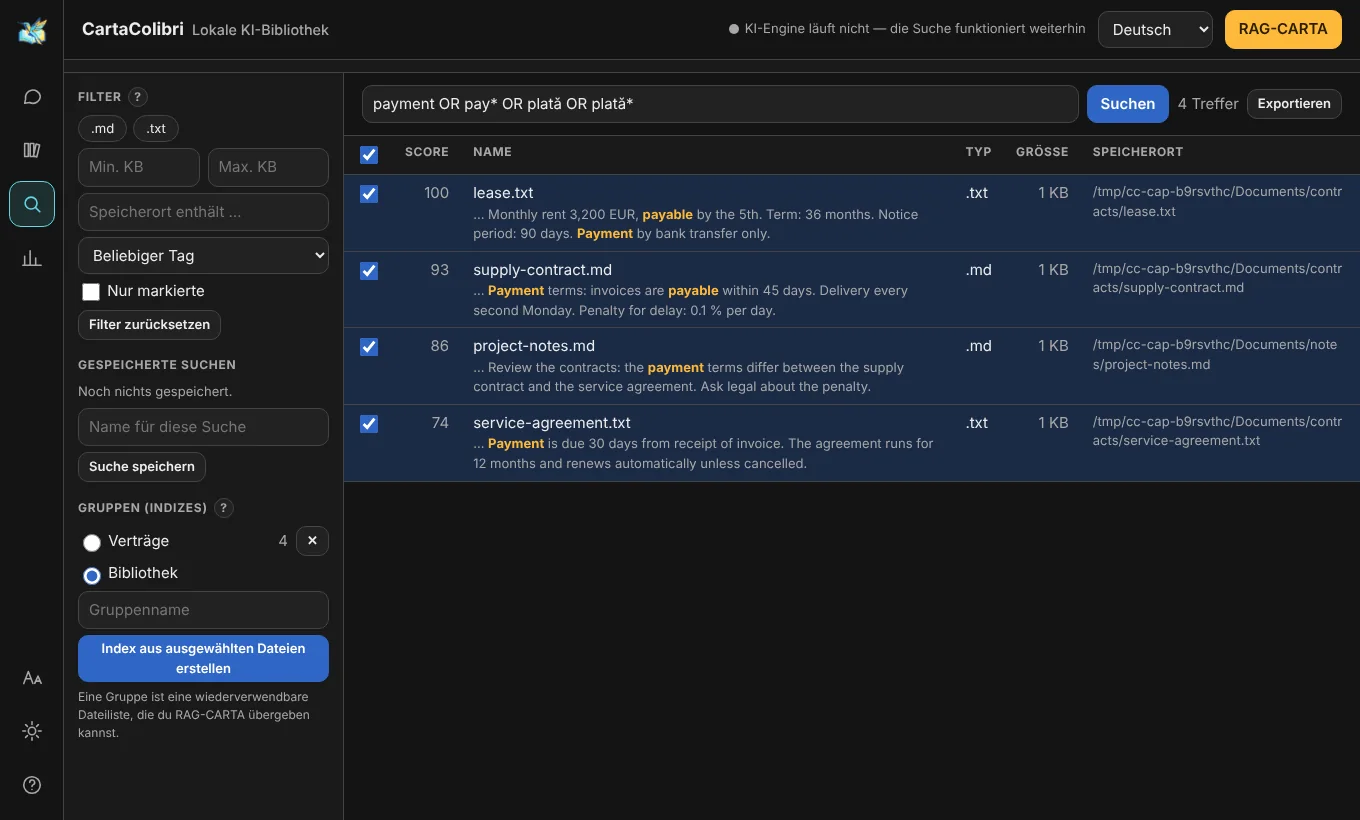 CartaColibri Lokale KI-Bibliothek
KI-Engine läuft nicht — die Suche funktioniert weiterhin
Deutsch
RAG-CARTA
FILTER ?
.md .txt
Min. KB Max. KB
Speicherort enthält ...
Beliebiger Tag
Nur markierte
Filter zurücksetzen
GESPEICHERTE SUCHEN
Noch nichts gespeichert.
Name für diese Suche
Suche speichern
GRUPPEN (INDIZES) ?
Verträge 4 ✕
Bibliothek
Gruppenname
Index aus ausgewählten Dateien
erstellen
Eine Gruppe ist eine wiederverwendbare
Dateiliste, die du RAG-CARTA übergeben
kannst.
AA
?
payment OR pay* OR plată OR plată*
Suchen
4 Treffer
Exportieren
SCORE NAME TYP GRÖSSE SPEICHERORT
100 lease.txt .txt 1 KB /tmp/cc-cap-b9rsvthc/Documents/contr
acts/lease.txt
... Monthly rent 3,200 EUR, payable by the 5th. Term: 36 months. Notice
period: 90 days. Payment by bank transfer only.
93 supply-contract.md .md 1 KB /tmp/cc-cap-b9rsvthc/Documents/contr
acts/supply-contract.md
... Payment terms: invoices are payable within 45 days. Delivery every
second Monday. Penalty for delay: 0.1 % per day.
86 project-notes.md .md 1 KB /tmp/cc-cap-b9rsvthc/Documents/note
s/project-notes.md
... Review the contracts: the payment terms differ between the supply
contract and the service agreement. Ask legal about the penalty.
74 service-agreement.txt .txt 1 KB /tmp/cc-cap-b9rsvthc/Documents/contr
acts/service-agreement.txt
... Payment is due 30 days from receipt of invoice. The agreement runs for
12 months and renews automatically unless cancelled.